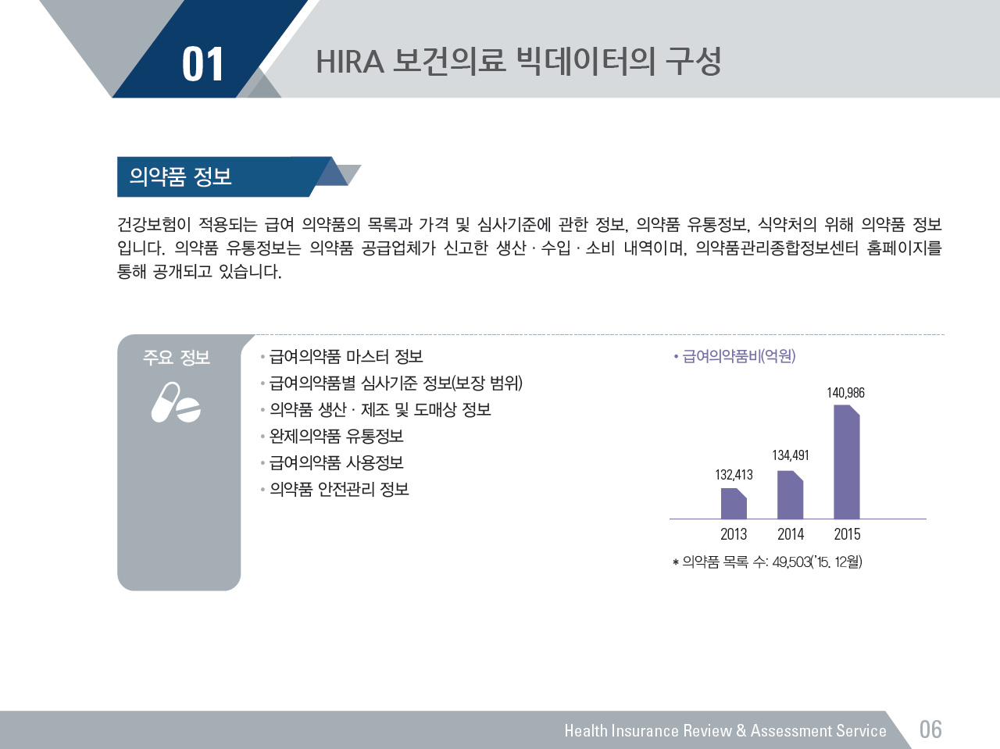 01
HIRA 보건의료 빅데이터의 구성
의약품 정보
건강보험이 적용되는 급여 의약품의 목록과 가격 및 심사기준에 관한 정보, 의약품 유통정보, 식약처의 위해 의약품 정보
입니다. 의약품 유통정보는 의약품 공급업체가 신고한 생산 · 수입 · 소비 내역이며, 의약품관리종합정보센터 홈페이지를
통해 공개되고 있습니다.
주요 정보
• 급여의약품 마스터 정보
• 급여의약품별 심사기준 정보(보장 범위)
• 의약품 생산 · 제조 및 도매상 정보
• 완제의약품 유통정보
• 급여의약품 사용정보
• 의약품 안전관리 정보
• 급여의약품비(억원)
140,986
134,491
132,413
2013 2014 2015
* 의약품 목록 수: 49,503('15. 12월)
Health Insurance Review & Assessment Service 06